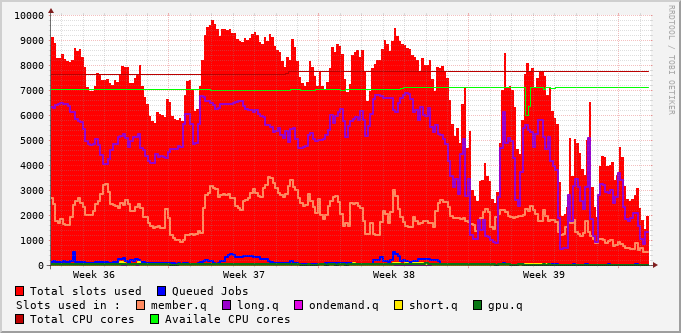 10000
9000
8000
7000
6000
5000
4000
3000
2000
1000
0
Week 36 Week 37 Week 38 Week 39
RRDTOOL / TOBI OETIKER
Total slots used Queued Jobs
Slots used in : member.q long.q ondemand.q short.q gpu.q
Total CPU cores Availale CPU cores